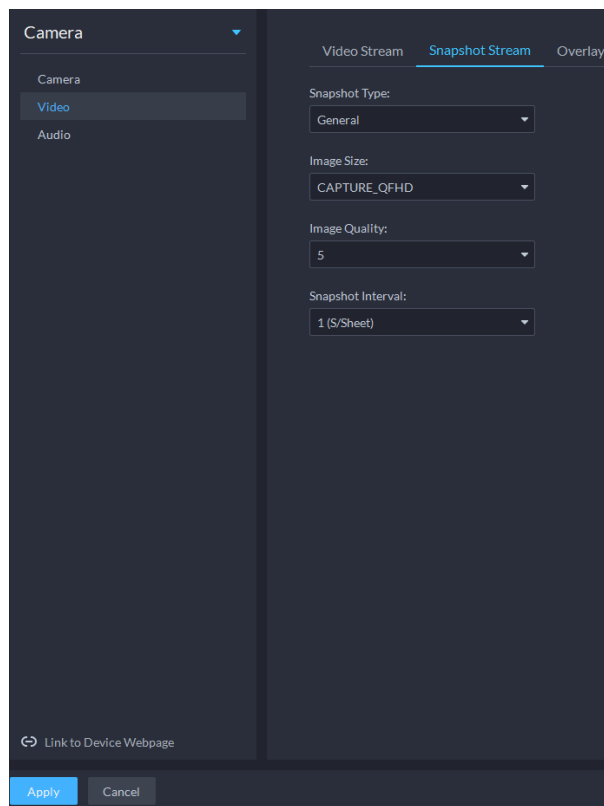 Camera
Camera
Video
Audio
Link to Device Webpage
Video Stream Snapshot Stream Overlay
Snapshot Type:
General
Image Size:
CAPTURE_QFHD
Image Quality:
5
Snapshot Interval:
1 (S/Sheet)
Apply Cancel